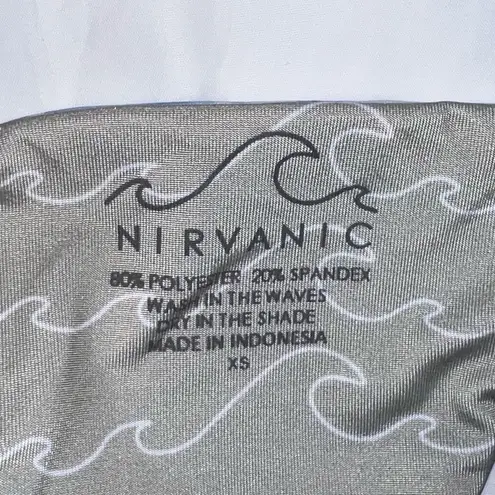 NIRVANIC
80% POLYESTER 20% SPANDEX
WASH IN THE WAVES
DRY IN THE SHADE
MADE IN INDONESIA
XS